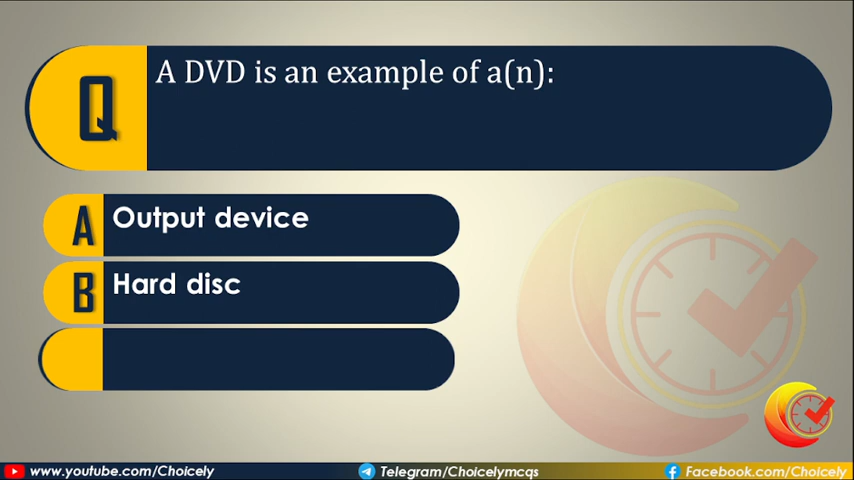 Q
A DVD is an example of a(n):
A
Output device
B
Hard disc
www.youtube.com/Choicely
Telegram/Choicelymcqs
Facebook.com/Choicely